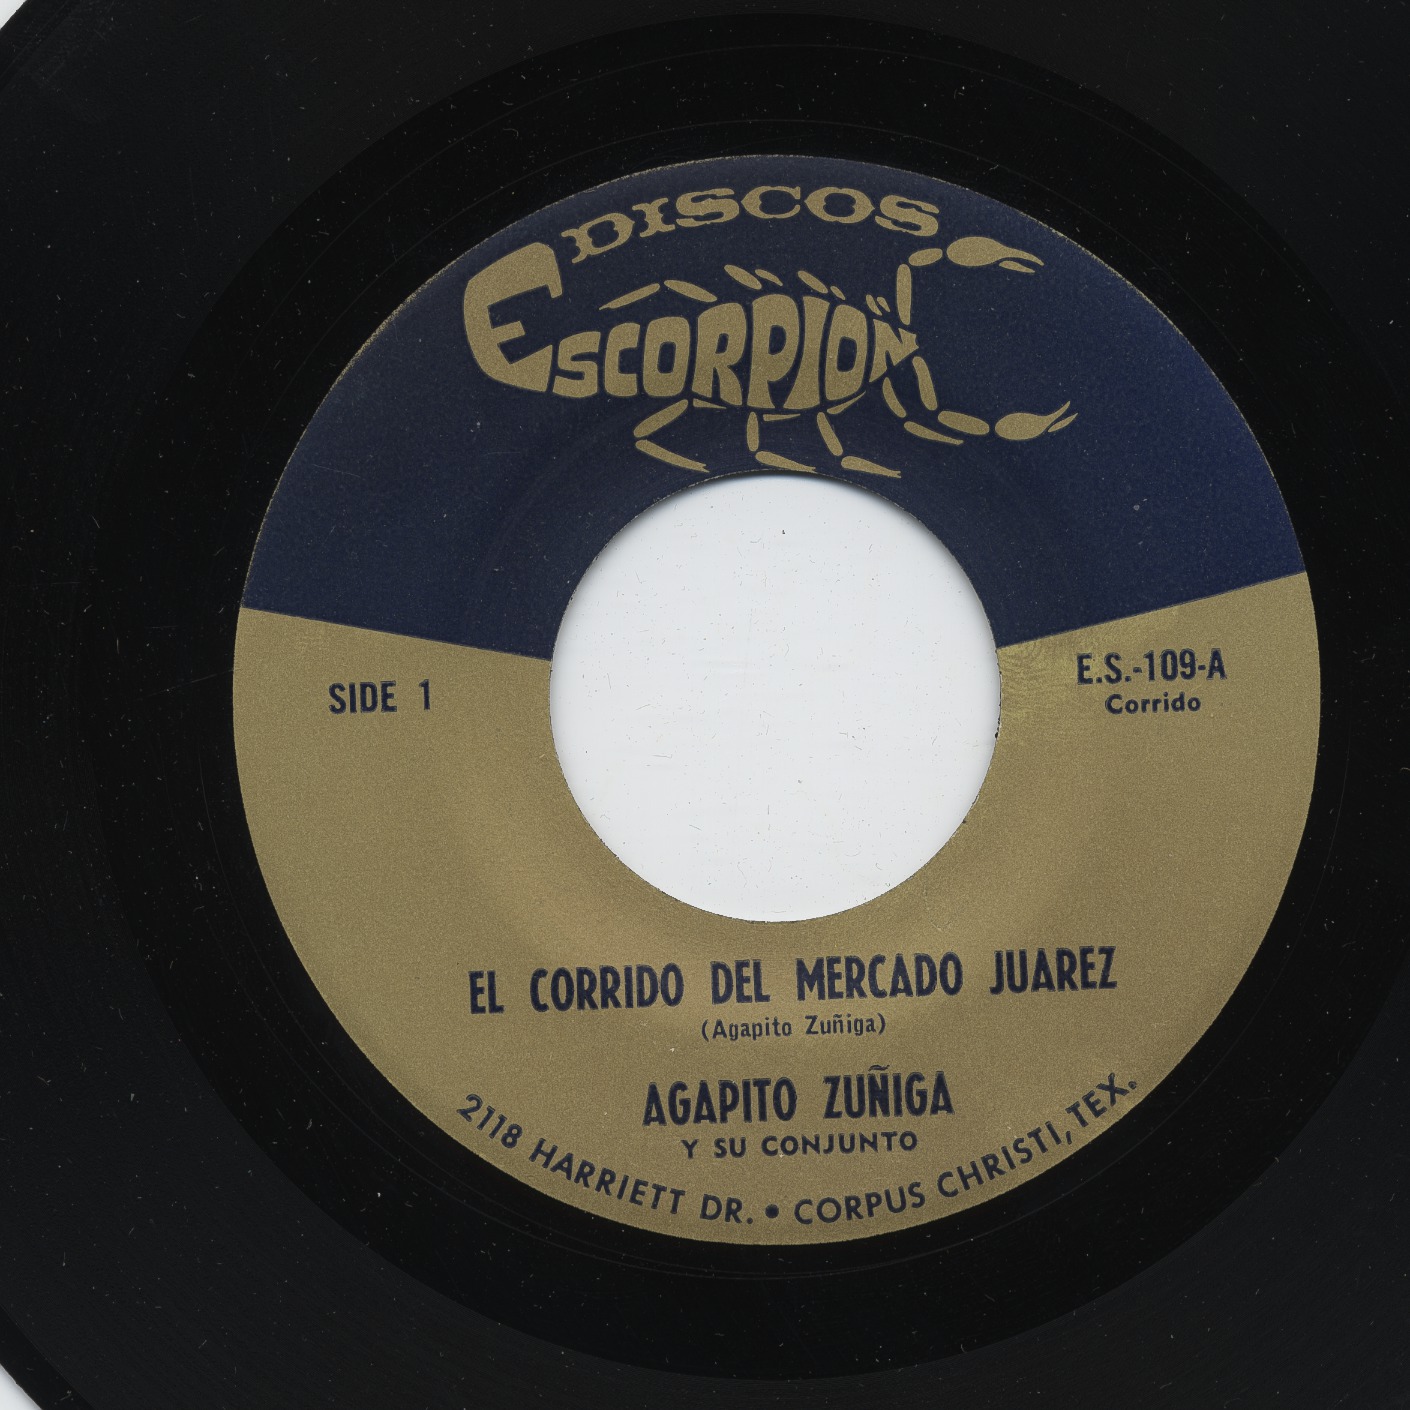 DISCOS
ESCORPION
SIDE 1
E.S.-109-A
Corrido
EL CORRIDO DEL MERCADO JUAREZ
(Agapito Zuñiga)
AGAPITO ZUÑIGA
Y SU CONJUNTO
2118 HARRIETT DR. • CORPUS CHRISTI, TEX.